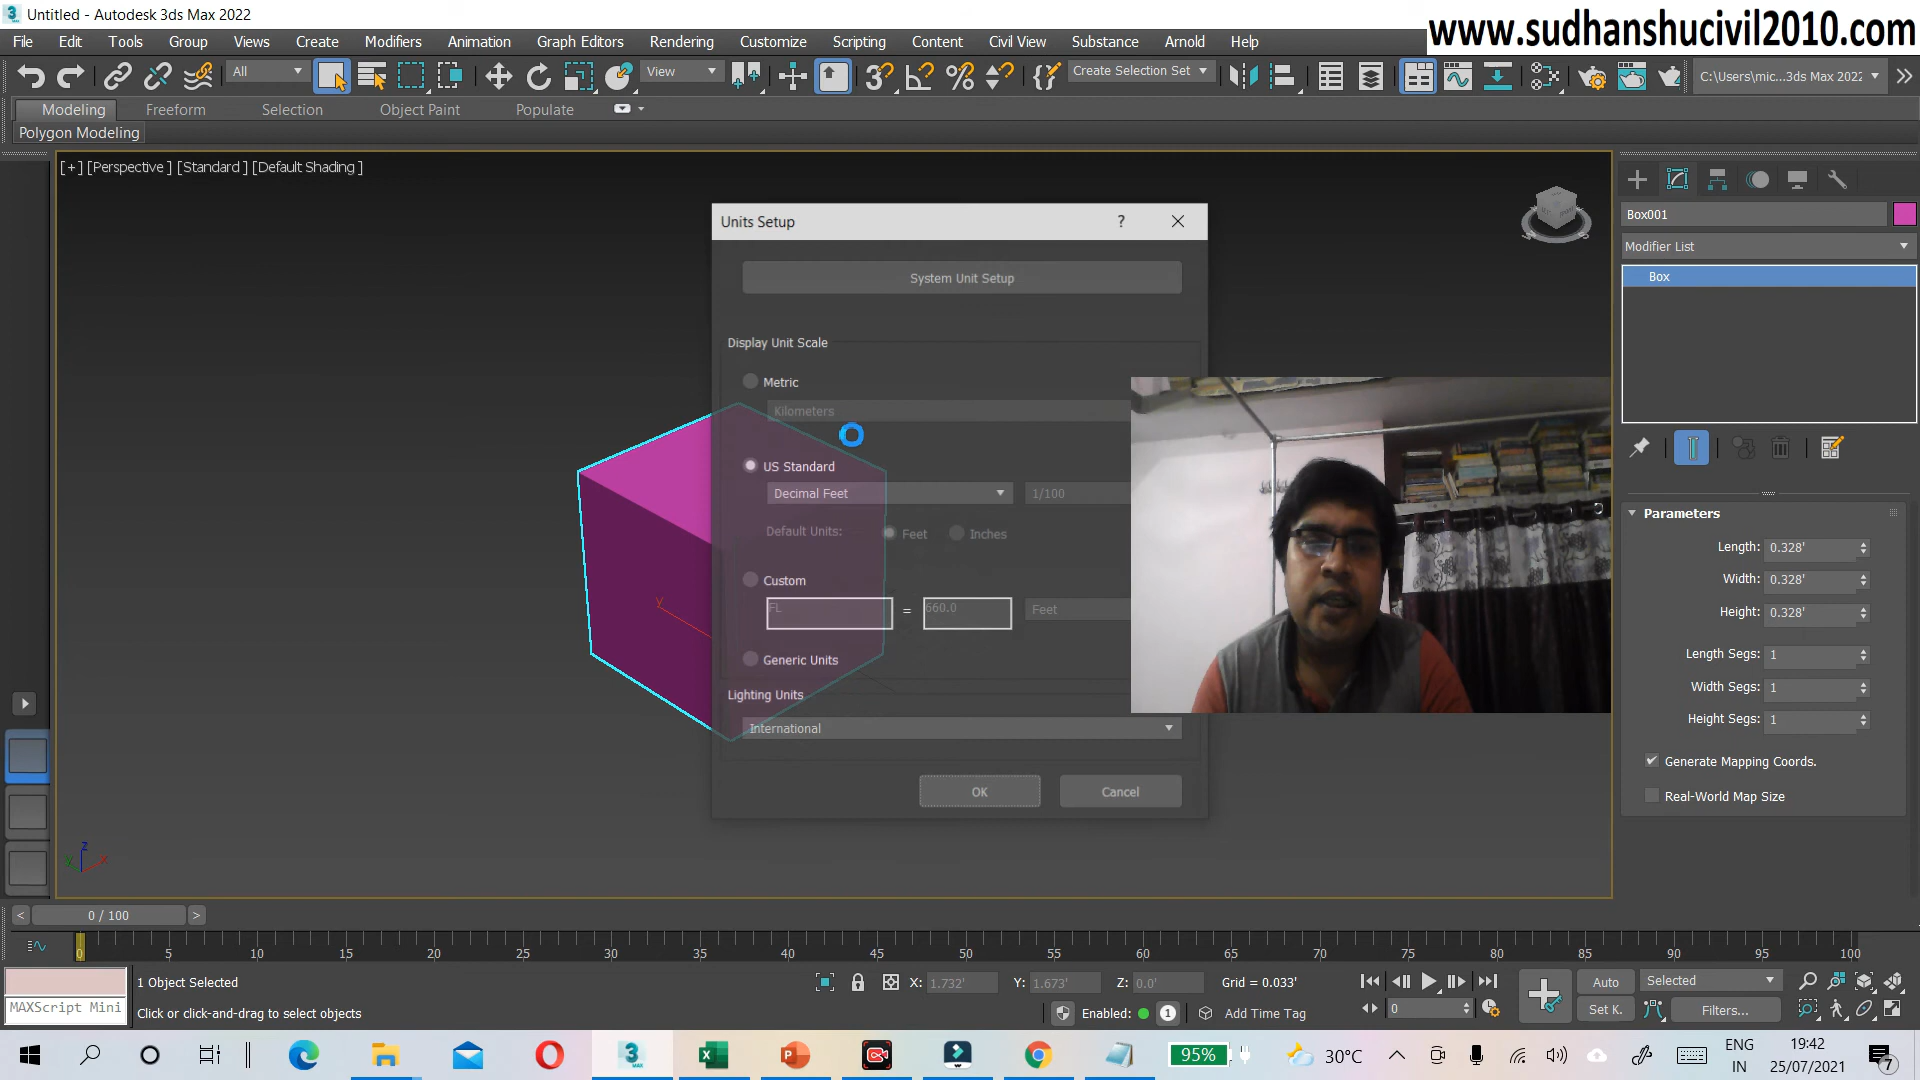 Untitled - Autodesk 3ds Max 2022
www.sudhanshucivil2010.com
File Edit Tools Group Views Create Modifiers Animation Graph Editors Rendering Customize Scripting Content Civil View Substance Arnold Help
All View Create Selection Set C:\Users\mic...3ds Max 2022
Modeling Freeform Selection Object Paint Populate
Polygon Modeling
[+] [Perspective] [Standard] [Default Shading]
Box001
Modifier List
Box
Units Setup ?
System Unit Setup
Display Unit Scale
Metric
Kilometers
US Standard
Decimal Feet 1/100
Default Units: Feet Inches
Custom
FL = 660.0 Feet
Generic Units
Lighting Units
International
OK Cancel
Parameters
Length: 0.328'
Width: 0.328'
Height: 0.328'
Length Segs: 1
Width Segs: 1
Height Segs: 1
Generate Mapping Coords.
Real-World Map Size
y
z
y x
< 0 / 100 >
0 5 10 15 20 25 30 35 40 45 50 55 60 65 70 75 80 85 90 95 100
1 Object Selected X: 1.732' Y: 1.673' Z: 0.0' Grid = 0.033' Auto Selected
MAXScript Mini Click or click-and-drag to select objects Enabled: 1 Add Time Tag 0 Set K. Filters...
95% 30°C ENG 19:42
IN 25/07/2021 7